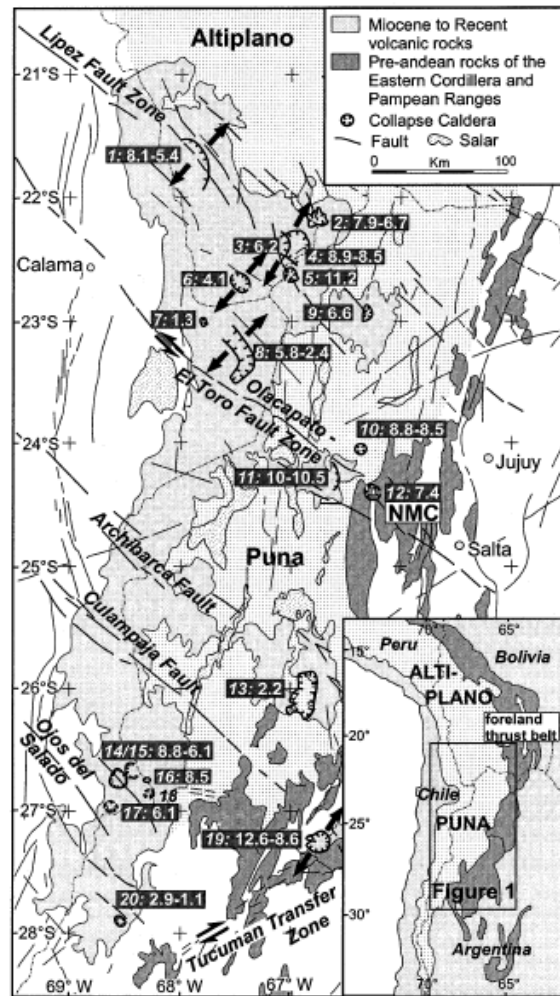 Altiplano
Miocene to Recent
volcanic rocks
Pre-andean rocks of the
Eastern Cordillera and
Pampean Ranges
Collapse Caldera
Fault
Salar
0 Km 100
21°S
Lipez Fault Zone
1: 8.1-5.4
22°S
2: 7.9-6.7
3: 6.2
4: 8.9-8.5
5: 11.2
6: 4.1
Calama
7: 1.3
9: 6.6
23°S
8: 5.8-2.4
Olacapato -
El Toro Fault Zone
24°S
10: 8.8-8.5
Jujuy
11: 10-10.5
12: 7.4
NMC
Salta
25°S
Puna
Archibarca Fault
Culampaja Fault
26°S
13: 2.2
Ojos del
Salado
14/15: 8.8-6.1
16: 8.5
18
17: 6.1
27°S
19: 12.6-8.6
20: 2.9-1.1
28°S
Tucuman Transfer
Zone
69° W
68° W
67° W
70°
65°
Peru
Bolivia
15°
ALTI-
PLANO
foreland
thrust belt
20°
Chile
PUNA
25°
Figure 1
30°
Argentina
70°
65°